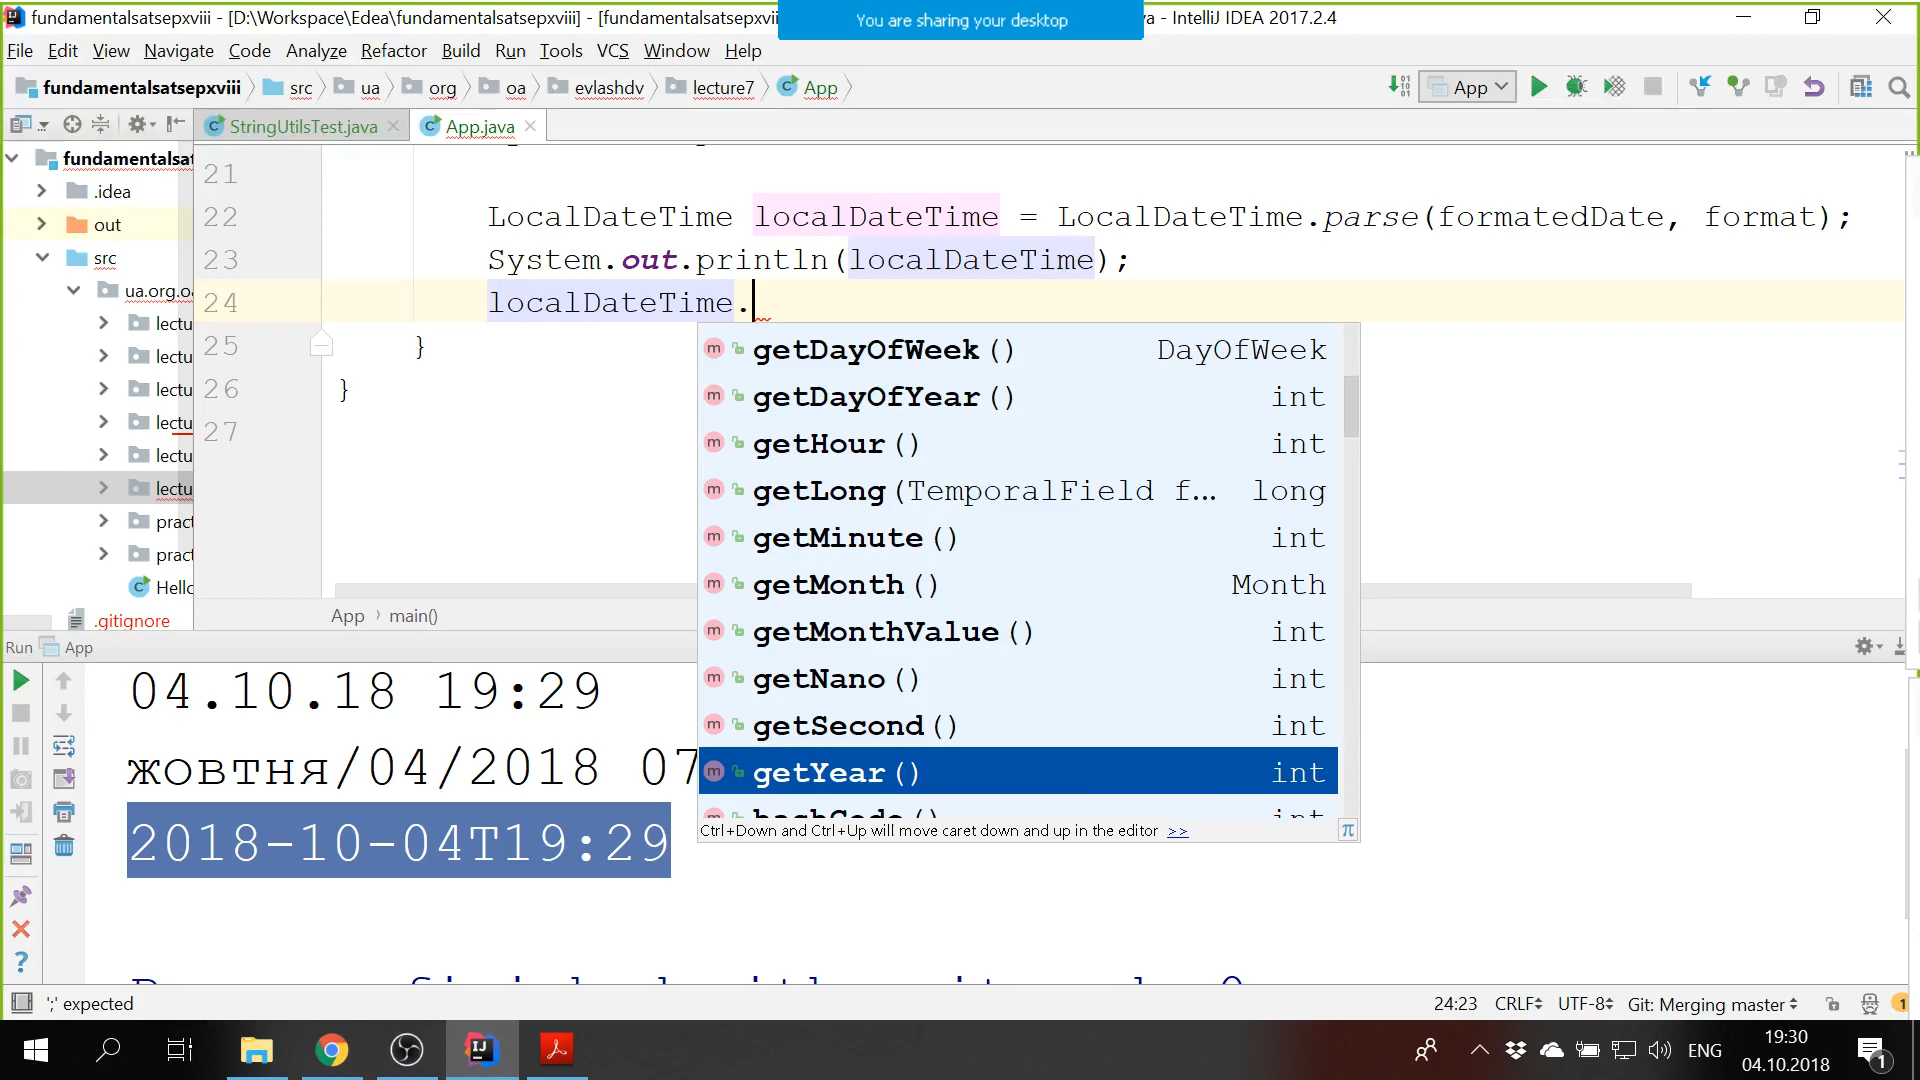 fundamentalsatsepxviii - [D:\Workspace\Edea\fundamentalsatsepxviii] - [fundamentalsatsepxvii
You are sharing your desktop
- IntelliJ IDEA 2017.2.4
File Edit View Navigate Code Analyze Refactor Build Run Tools VCS Window Help
fundamentalsatsepxviii src ua org oa evlashdv lecture7 App
App
StringUtilsTest.java App.java
fundamentalsat
.idea
out
src
ua.org.oa
lectu
lectu
lectu
lectu
lectu
lectu
pract
pract
Hello
.gitignore
21
22 LocalDateTime localDateTime = LocalDateTime.parse(formatedDate, format);
23 System.out.println(localDateTime);
24 localDateTime.
25 }
26 }
27
getDayOfWeek() DayOfWeek
getDayOfYear() int
getHour() int
getLong(TemporalField f... long
getMinute() int
getMonth() Month
getMonthValue() int
getNano() int
getSecond() int
getYear() int
hashCode() int
Ctrl+Down and Ctrl+Up will move caret down and up in the editor >>
App › main()
Run App
04.10.18 19:29
жовтня/04/2018 07
2018-10-04T19:29
';' expected
24:23 CRLF UTF-8 Git: Merging master 1
ENG
19:30
04.10.2018
1